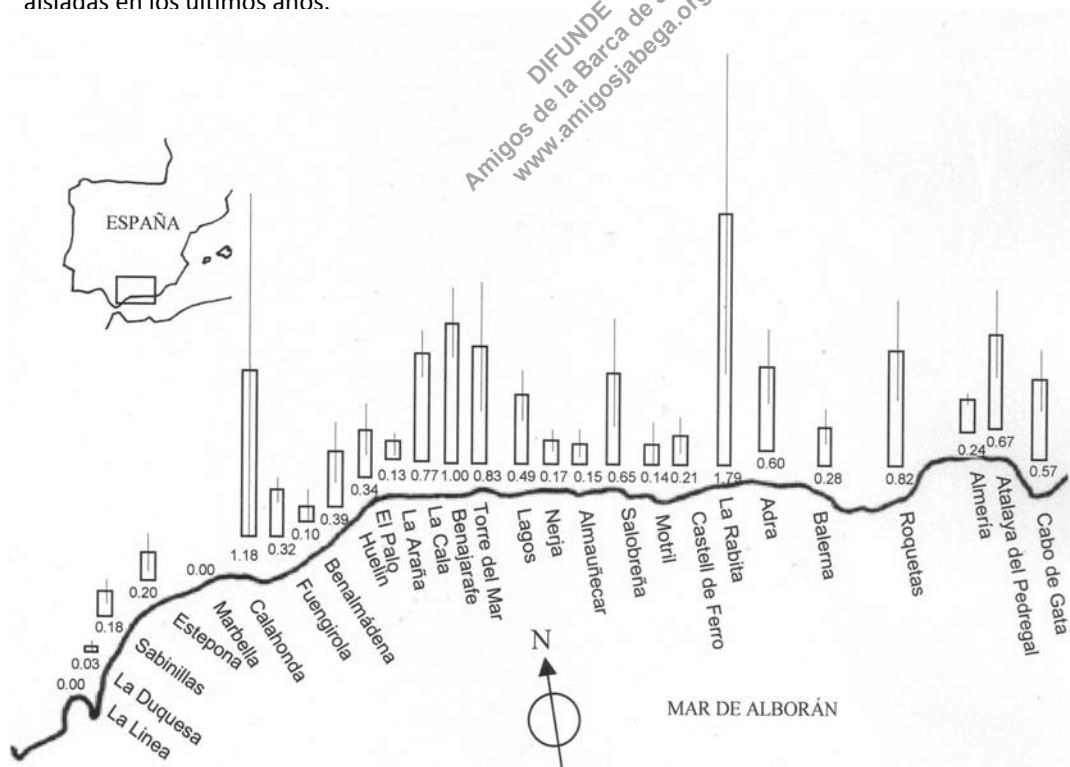 aisladas en los últimos años.
DIFUNDE
Amigos de la Barca de
www.amigosjabega.org
ESPAÑA
0.00
0.03
0.18
0.20
0.00
1.18
0.32
0.10
0.39
0.34
0.13
0.77
1.00
0.83
0.49
0.17
0.15
0.65
0.14
0.21
1.79
0.60
0.28
0.82
0.24
0.67
0.57
La Linea
La Duquesa
Sabinillas
Estepona
Marbella
Calahonda
Fuengirola
Benalmádena
Huelin
El Palo
La Araña
La Cala
Benajarafe
Torre del Mar
Lagos
Nerja
Almauñecar
Salobreña
Motril
Castell de Ferro
La Rabita
Adra
Balerna
Roquetas
Almería
Atalaya del Pedregal
Cabo de Gata
N
MAR DE ALBORÁN